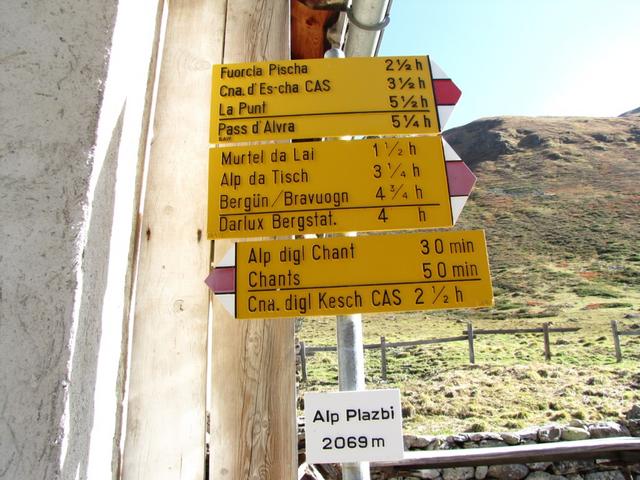 Fuorcla Pischa 2½ h
Cna. d'Es-cha CAS 3½ h
La Punt 5½ h
Pass d'Alvra 5¼ h
Murtel da Lai 1½ h
Alp da Tisch 3¼ h
Bergün/Bravuogn 4¾ h
Darlux Bergstat. 4 h
Alp digl Chant 30 min
Chants 50 min
Cna. digl Kesch CAS 2½ h
Alp Plazbi
2069 m